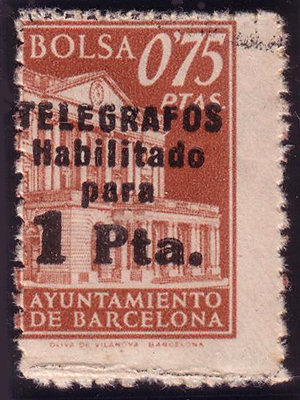 BOLSA 0'75
PTAS.
TELEGRAFOS
Habilitado
para
1 Pta.
AYUNTAMIENTO
DE BARCELONA
OLIVA DE VILANOVA BARCELONA